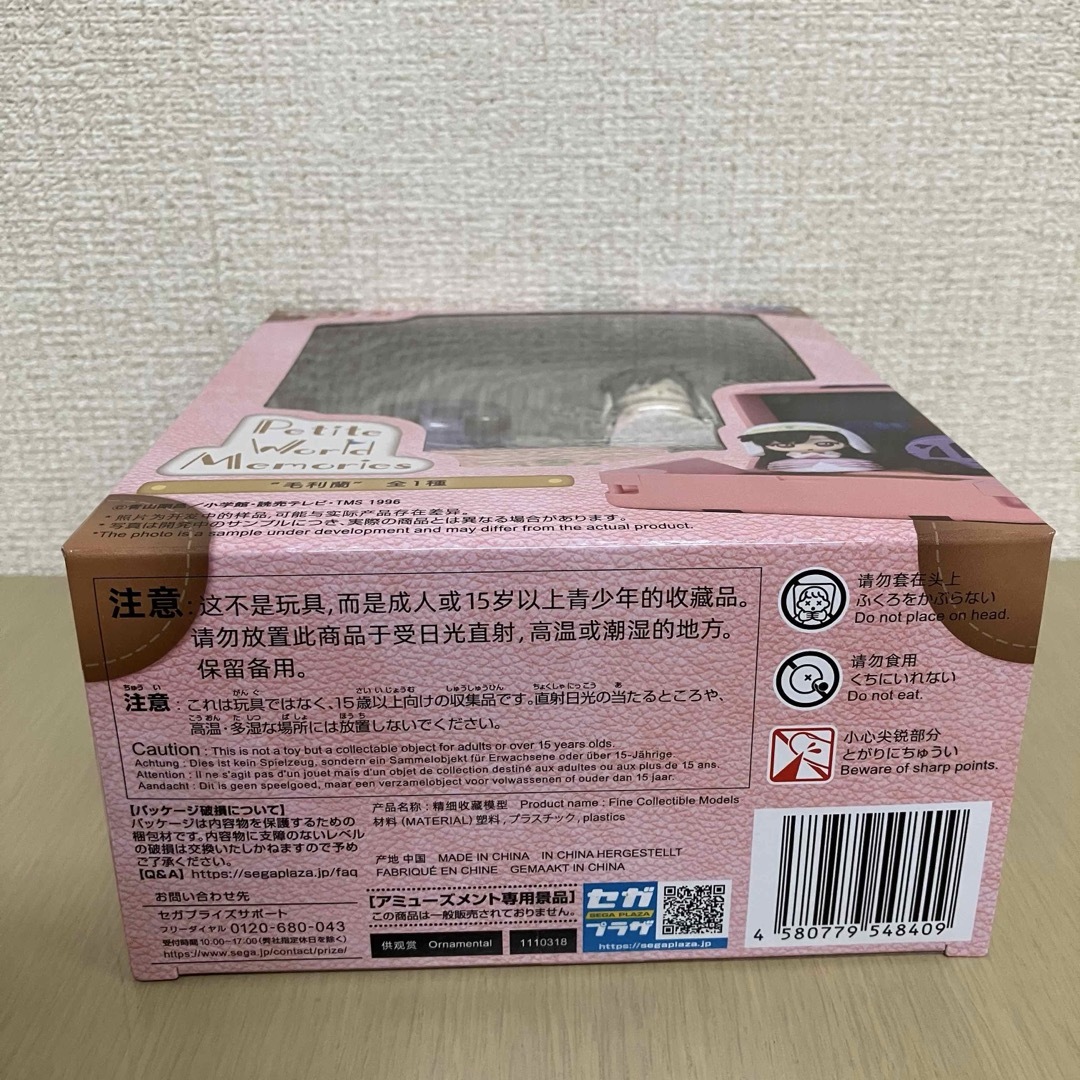 Petite
World
Memories
"毛利蘭" 全1種
小学館・読売テレビ・TMS 1996
*照片为开发中的样品,可能与实际产品存在差异。
*写真は開発中のサンプルにつき、実際の商品とは異なる場合があります。
*The photo is a sample under development and may differ from the actual product.
注意:这不是玩具,而是成人或15岁以上青少年的收藏品。
请勿放置此商品于受日光直射,高温或潮湿的地方。
保留备用。
注意:これは玩具ではなく、15歳以上向けの収集品です。直射日光の当たるところや、
高温・多湿な場所には放置しないでください。
Caution : This is not a toy but a collectable object for adults or over 15 years olds.
Achtung : Dies ist kein Spielzeug, sondern ein Sammelobjekt für Erwachsene oder über 15-Jährige.
Attention : Il ne s'agit pas d'un jouet mais d'un objet de collection destiné aux adultes ou aux plus de 15 ans.
Aandacht : Dit is geen speelgoed, maar een verzamelobject voor volwassenen of ouder dan 15 jaar.
请勿套在头上
ふくろをかぶらない
Do not place on head.
请勿食用
くちにいれない
Do not eat.
小心尖锐部分
とがりにちゅうい
Beware of sharp points.
【パッケージ破損について】
パッケージは内容物を保護するための
梱包材です。内容物に支障のないレベル
の破損は交換いたしかねますので予め
ご了承ください。
【Q&A】https://segaplaza.jp/faq
お問い合わせ先
セガプライズサポート
フリーダイヤル 0120-680-043
受付時間 10:00~17:00(弊社指定休日を除く)
https://www.sega.jp/contact/prize/
产品名称:精细收藏模型 Product name : Fine Collectible Models
材料(MATERIAL)塑料,プラスチック,plastics
产地 中国 MADE IN CHINA IN CHINA HERGESTELLT
FABRIQUÉ EN CHINE GEMAAKT IN CHINA
[アミューズメント専用景品]
この商品は一般販売されておりません。
供观赏 Ornamental
1110318
セガ
SEGA PLAZA
プラザ
https://segaplaza.jp
4 580779 548409